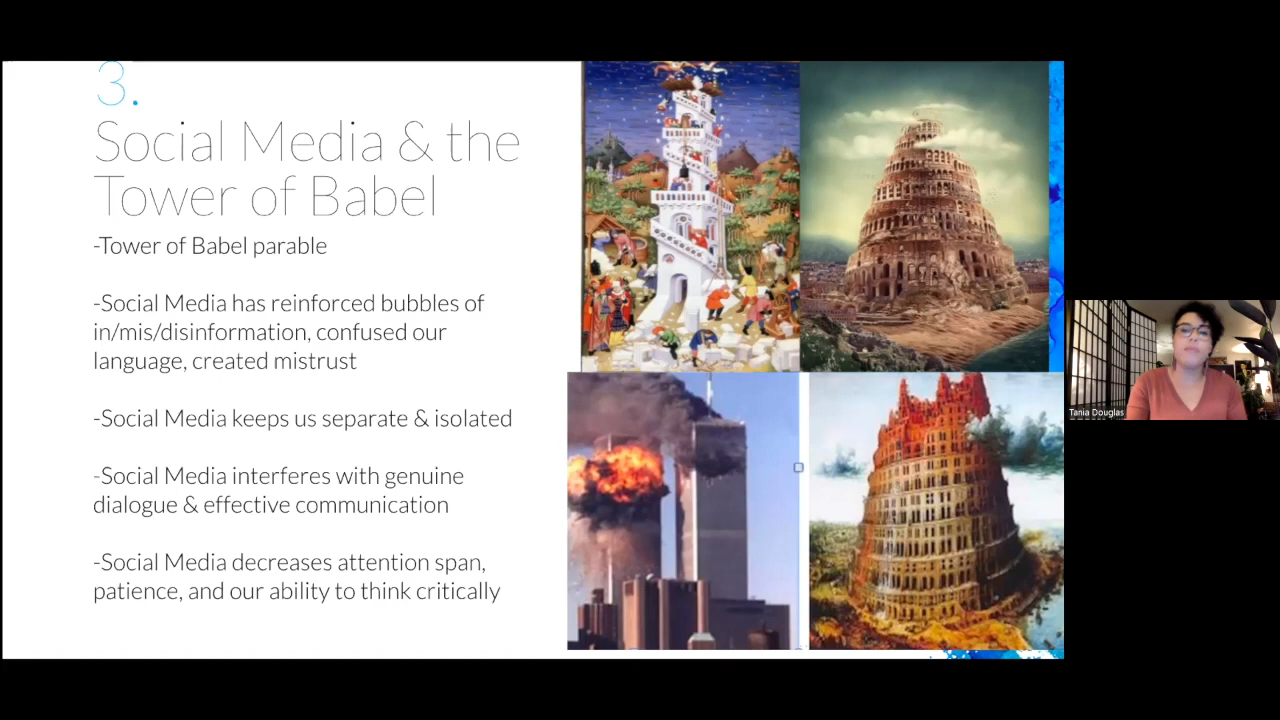 3.
Social Media & the
Tower of Babel
-Tower of Babel parable
-Social Media has reinforced bubbles of
in/mis/disinformation, confused our
language, created mistrust
-Social Media keeps us separate & isolated
-Social Media interferes with genuine
dialogue & effective communication
-Social Media decreases attention span,
patience, and our ability to think critically
Tania Douglas